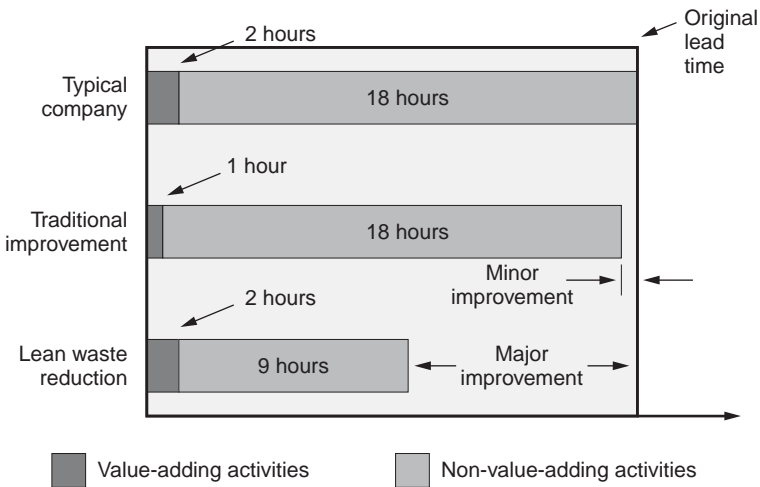 2 hours
Original
lead
time
Typical
company
18 hours
1 hour
Traditional
improvement
18 hours
Minor
improvement
2 hours
Lean waste
reduction
9 hours
Major
improvement
Value-adding activities
Non-value-adding activities